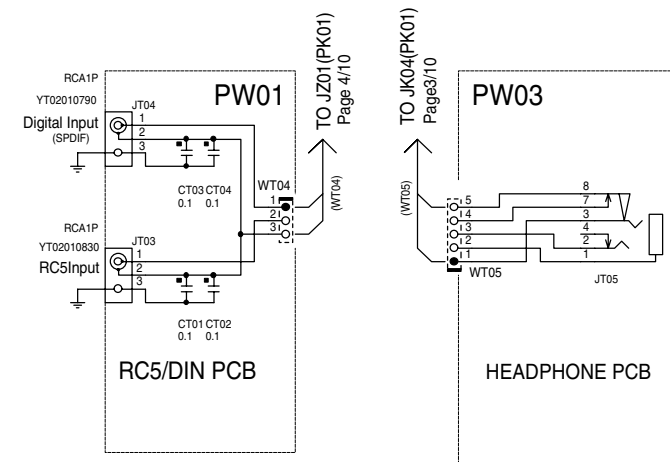 RCA1P
YT02010790
Digital Input
(SPDIF)
JT04
1
2
3
CT03 CT04
0.1 0.1
PW01
WT04
1
2
3
(WT04)
TO JZ01(PK01)
Page 4/10
RCA1P
YT02010830
RC5Input
JT03
1
2
3
CT01 CT02
0.1 0.1
RC5/DIN PCB
TO JK04(PK01)
Page3/10
(WT05)
PW03
5
4
3
2
1
WT05
8
7
3
4
2
1
JT05
HEADPHONE PCB